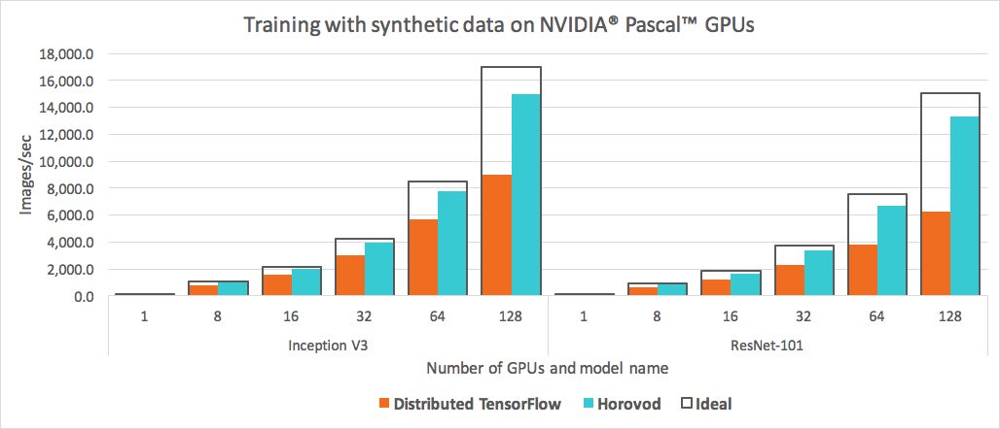 Training with synthetic data on NVIDIA® Pascal™ GPUs
18,000.0
16,000.0
14,000.0
12,000.0
10,000.0
8,000.0
6,000.0
4,000.0
2,000.0
0.0
Images/sec
1 8 16 32 64 128 1 8 16 32 64 128
Inception V3 ResNet-101
Number of GPUs and model name
Distributed TensorFlow Horovod Ideal